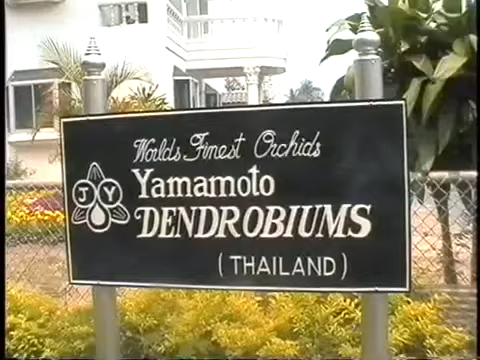 Worlds Finest Orchids
J Y
Yamamoto
DENDROBIUMS
(THAILAND)